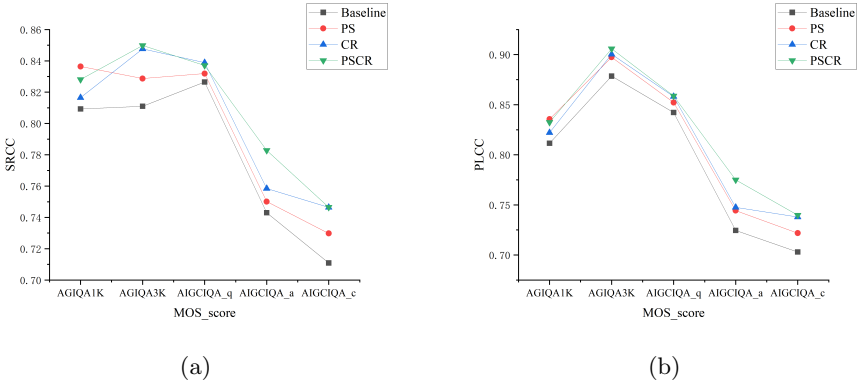 Baseline
PS
CR
PSCR
0.86
0.84
0.82
0.80
0.78
0.76
0.74
0.72
0.70
SRCC
AGIQA1K AGIQA3K AIGCIQA_q AIGCIQA_a AIGCIQA_c
MOS_score
(a)
Baseline
PS
CR
PSCR
0.90
0.85
0.80
0.75
0.70
PLCC
AGIQA1K AGIQA3K AIGCIQA_q AIGCIQA_a AIGCIQA_c
MOS_score
(b)